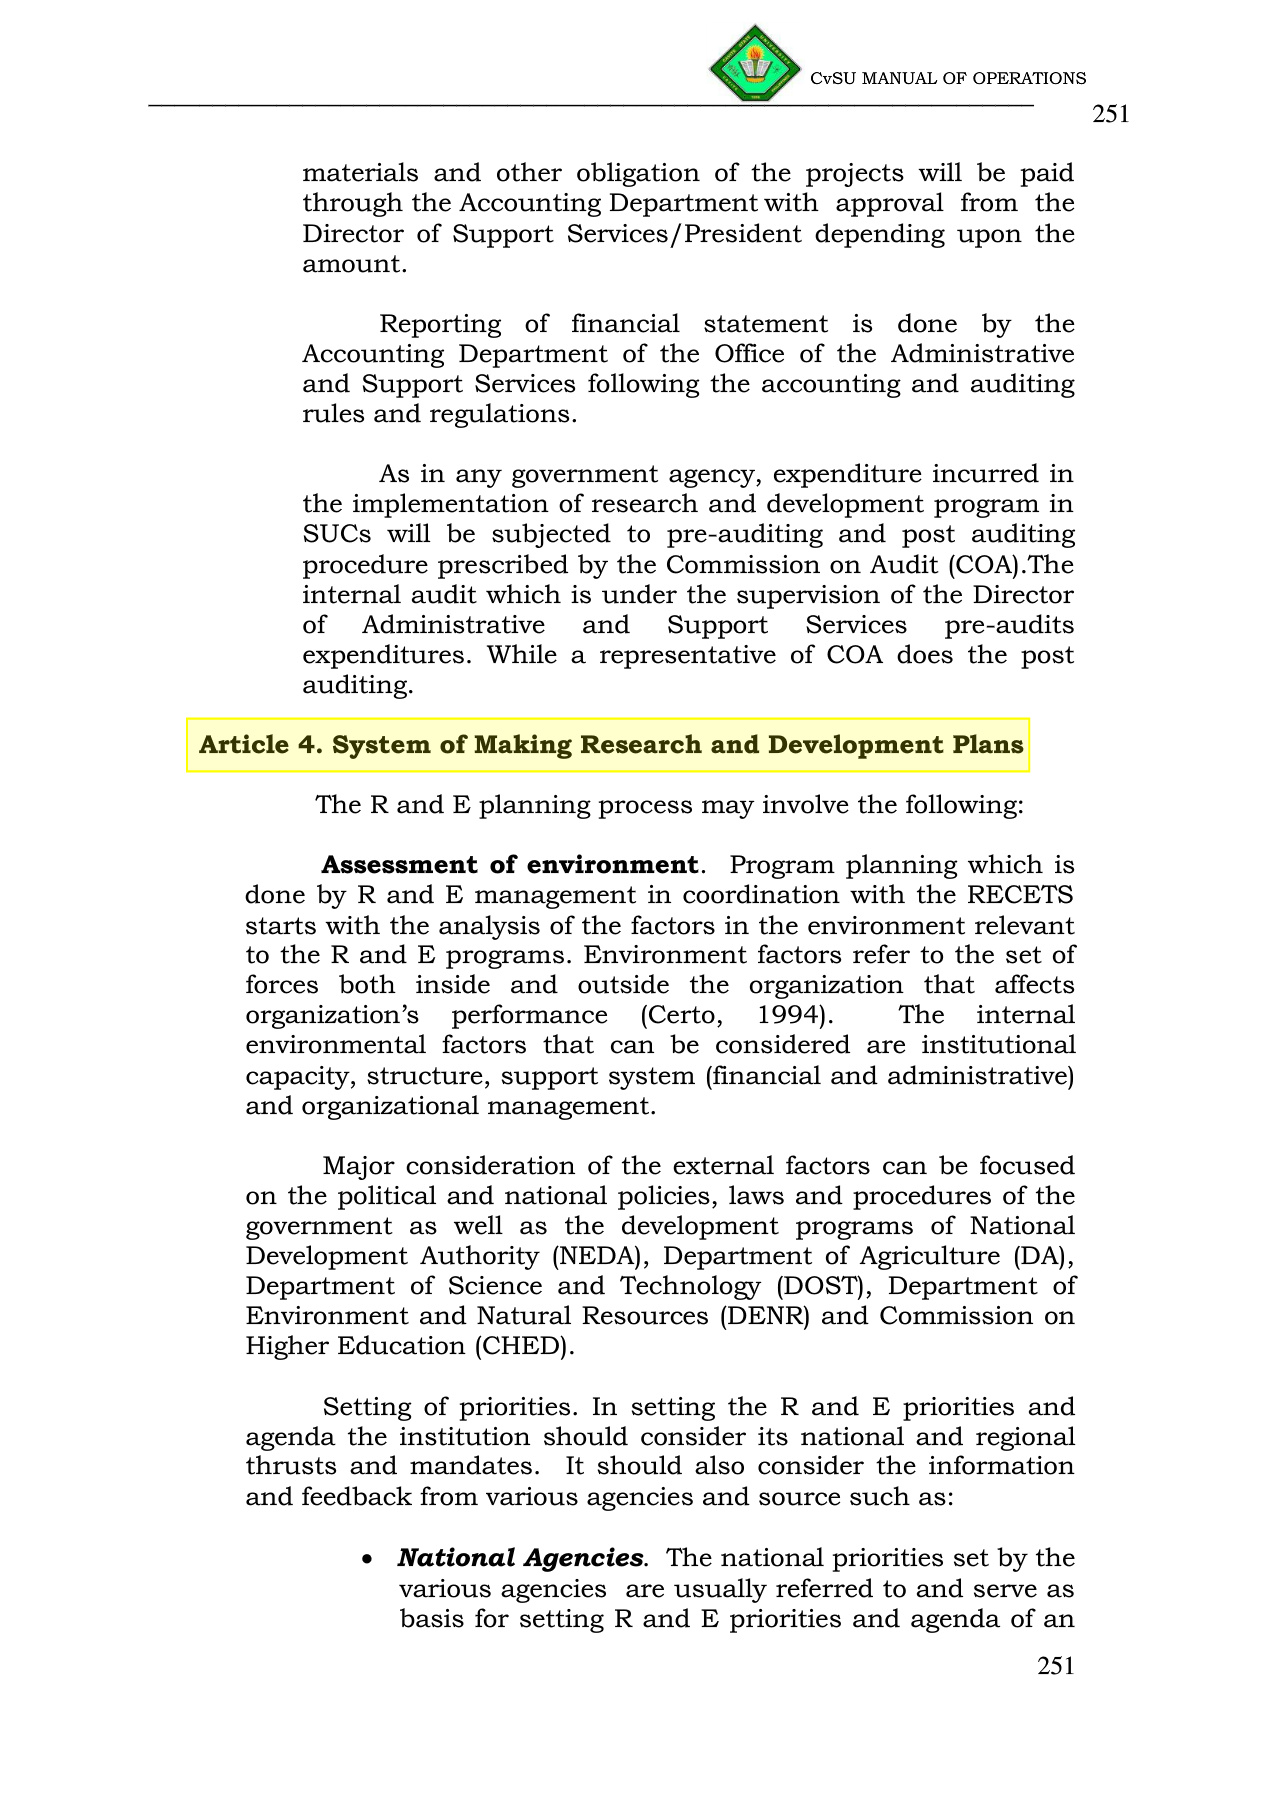 CvSU MANUAL OF OPERATIONS
251
materials and other obligation of the projects will be paid
through the Accounting Department with approval from the
Director of Support Services/President depending upon the
amount.
Reporting of financial statement is done by the
Accounting Department of the Office of the Administrative
and Support Services following the accounting and auditing
rules and regulations.
As in any government agency, expenditure incurred in
the implementation of research and development program in
SUCs will be subjected to pre-auditing and post auditing
procedure prescribed by the Commission on Audit (COA).The
internal audit which is under the supervision of the Director
of Administrative and Support Services pre-audits
expenditures. While a representative of COA does the post
auditing.
Article 4. System of Making Research and Development Plans
The R and E planning process may involve the following:
Assessment of environment. Program planning which is
done by R and E management in coordination with the RECETS
starts with the analysis of the factors in the environment relevant
to the R and E programs. Environment factors refer to the set of
forces both inside and outside the organization that affects
organization’s performance (Certo, 1994). The internal
environmental factors that can be considered are institutional
capacity, structure, support system (financial and administrative)
and organizational management.
Major consideration of the external factors can be focused
on the political and national policies, laws and procedures of the
government as well as the development programs of National
Development Authority (NEDA), Department of Agriculture (DA),
Department of Science and Technology (DOST), Department of
Environment and Natural Resources (DENR) and Commission on
Higher Education (CHED).
Setting of priorities. In setting the R and E priorities and
agenda the institution should consider its national and regional
thrusts and mandates. It should also consider the information
and feedback from various agencies and source such as:
• National Agencies. The national priorities set by the
various agencies are usually referred to and serve as
basis for setting R and E priorities and agenda of an
251